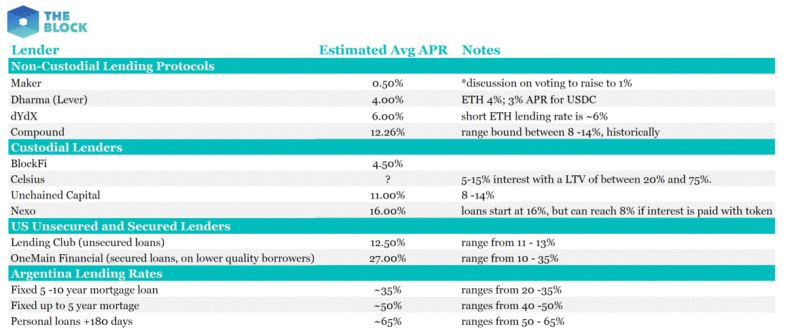 THE
BLOCK
Lender Estimated Avg APR Notes
Non-Custodial Lending Protocols
Maker 0.50% *discussion on voting to raise to 1%
Dharma (Lever) 4.00% ETH 4%; 3% APR for USDC
dYdX 6.00% short ETH lending rate is ~6%
Compound 12.26% range bound between 8 -14%, historically
Custodial Lenders
BlockFi 4.50%
Celsius ? 5-15% interest with a LTV of between 20% and 75%.
Unchained Capital 11.00% 8 -14%
Nexo 16.00% loans start at 16%, but can reach 8% if interest is paid with token
US Unsecured and Secured Lenders
Lending Club (unsecured loans) 12.50% range from 11 - 13%
OneMain Financial (secured loans, on lower quality borrowers) 27.00% range from 10 - 35%
Argentina Lending Rates
Fixed 5 -10 year mortgage loan ~35% ranges from 20 -35%
Fixed up to 5 year mortage ~50% ranges from 40 -50%
Personal loans +180 days ~65% ranges from 50 - 65%